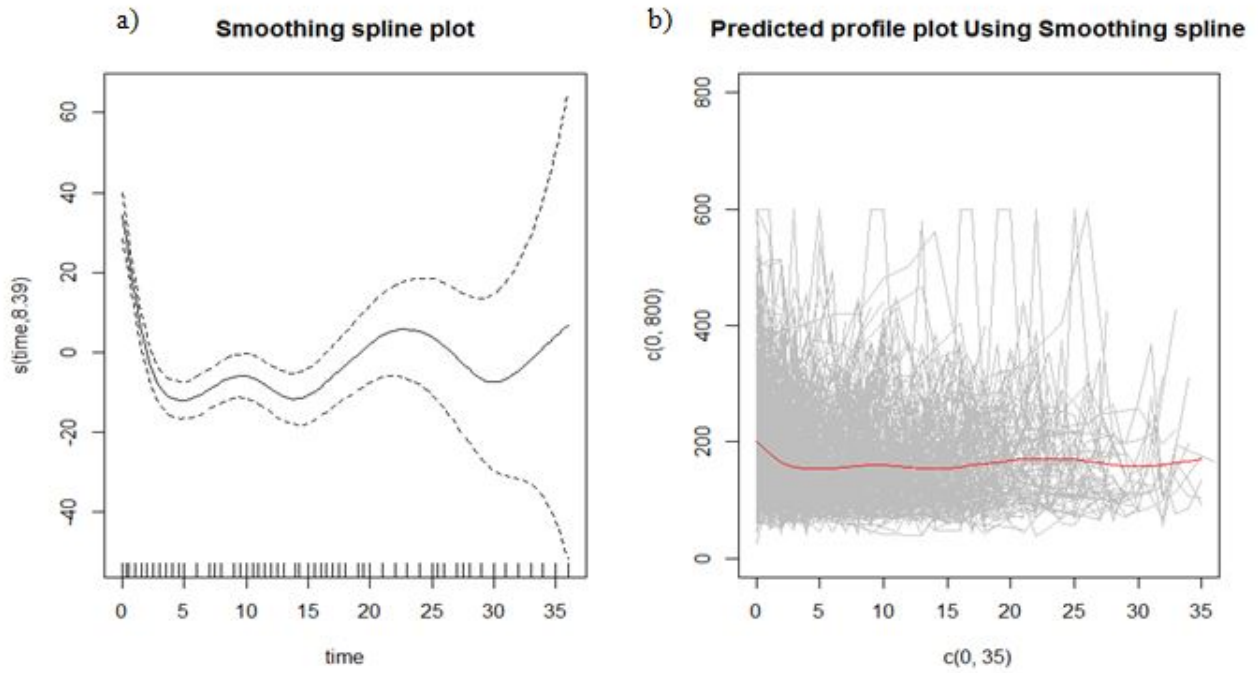 a)
Smoothing spline plot
s(time,8.39)
60
40
20
0
-20
-40
0 5 10 15 20 25 30 35
time
b)
Predicted profile plot Using Smoothing spline
c(0, 800)
800
600
400
200
0
0 5 10 15 20 25 30 35
c(0, 35)